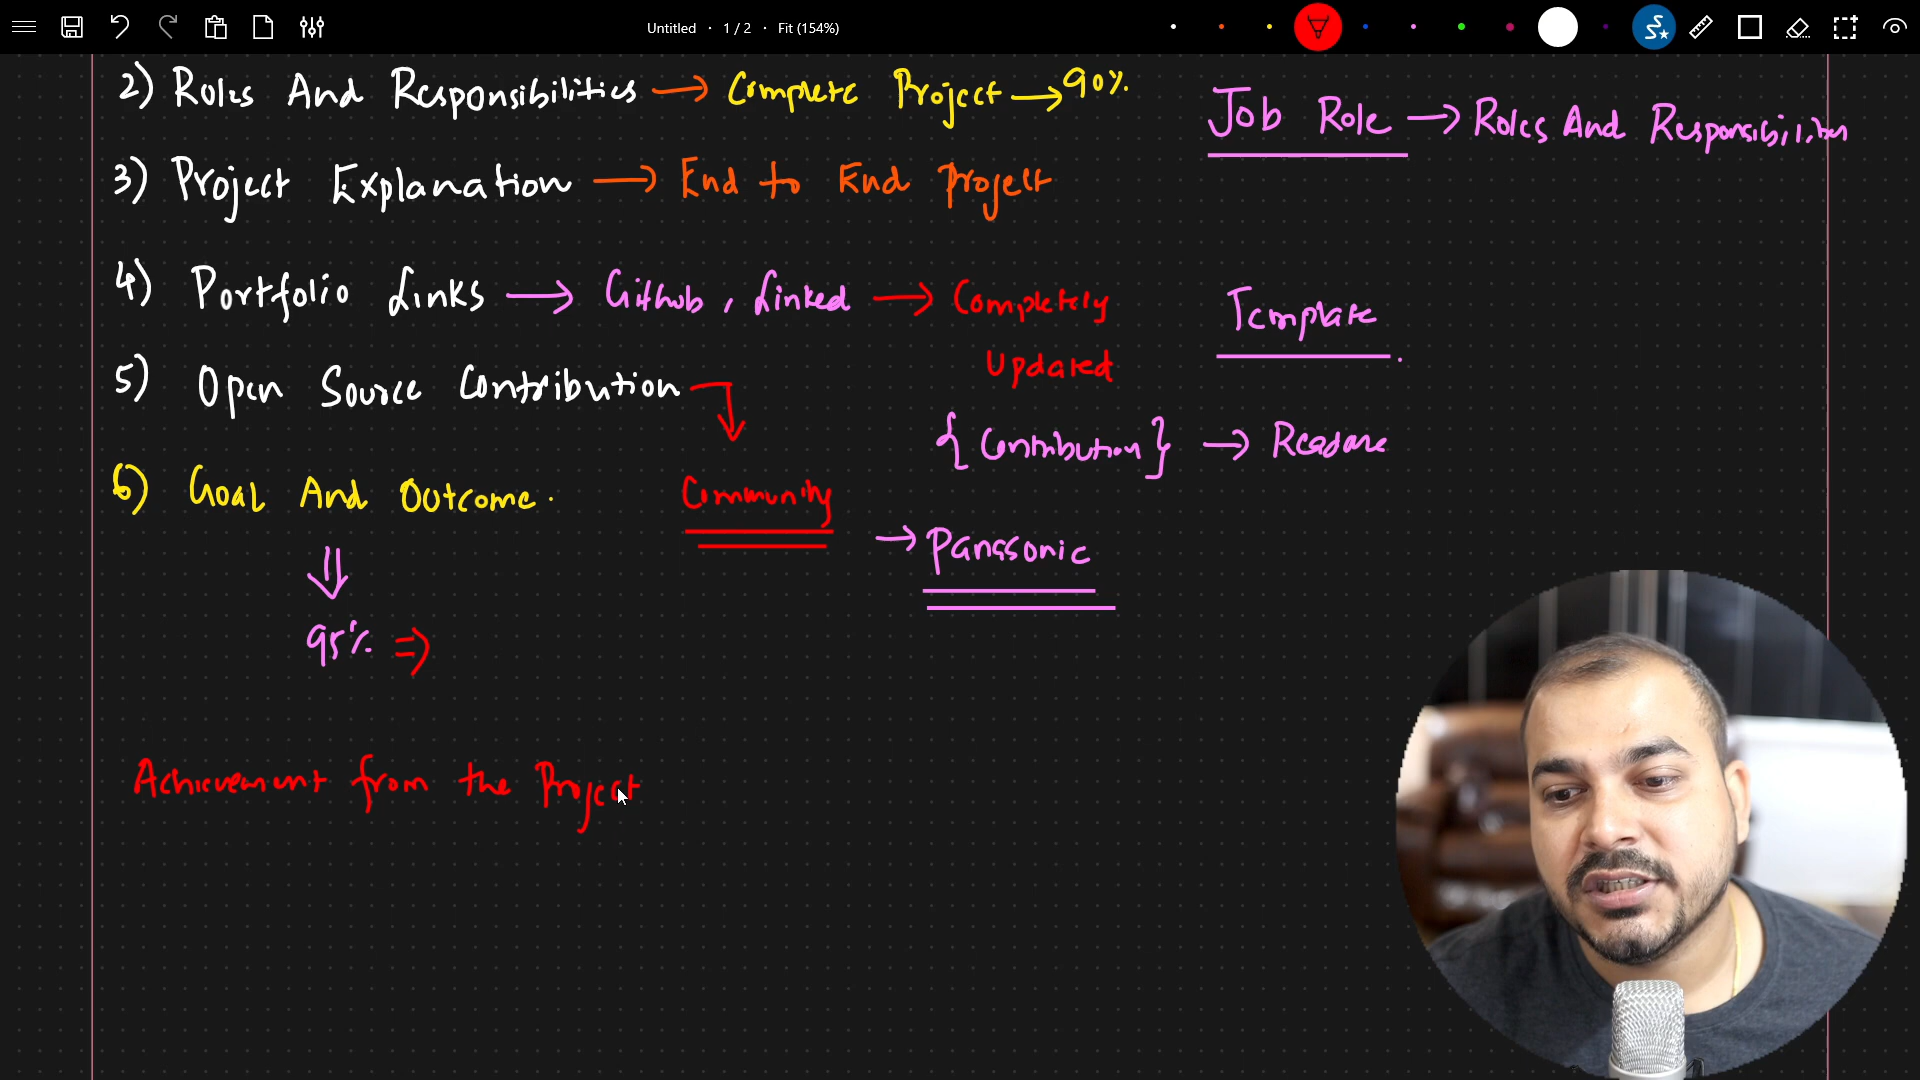 Untitled · 1 / 2 · Fit (154%)
2) Roles And Responsibilities → Complete Project → 90%
Job Role → Roles And Responsibilities
3) Project Explanation → End to End Project
4) Portfolio Links → Github, Linked → Completely Updated
Template
5) Open Source Contribution
{Contribution} → Readme
6) Goal And Outcome.
Community
→ Panasonic
95% ⇒
Achievement from the Project